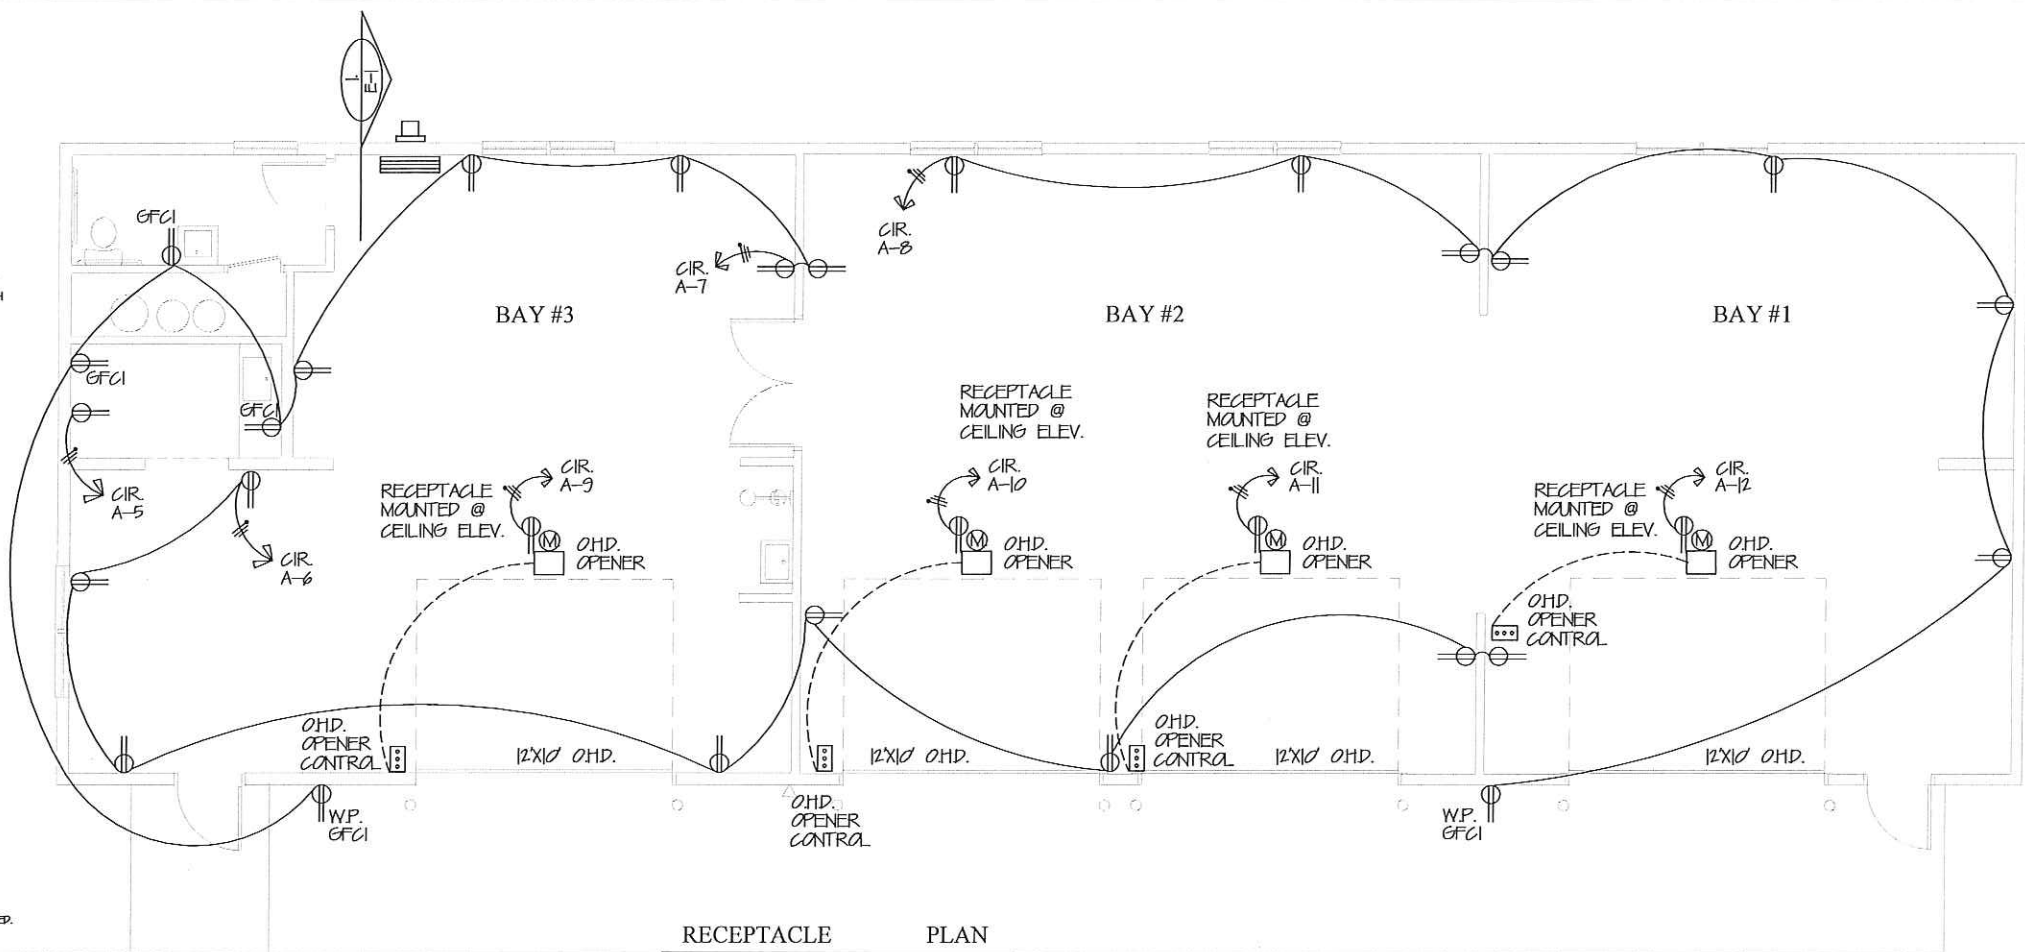 1
E-1
GFCI
CIR.
A-8
CIR.
A-7
BAY #3
BAY #2
BAY #1
GFCI
GFCI
RECEPTACLE
MOUNTED @
CEILING ELEV.
RECEPTACLE
MOUNTED @
CEILING ELEV.
CIR.
A-5
CIR.
A-6
RECEPTACLE
MOUNTED @
CEILING ELEV.
CIR.
A-9
M
O.H.D.
OPENER
CIR.
A-10
M
O.H.D.
OPENER
CIR.
A-11
M
O.H.D.
OPENER
RECEPTACLE
MOUNTED @
CEILING ELEV.
CIR.
A-12
M
O.H.D.
OPENER
O.H.D.
OPENER
CONTROL
O.H.D.
OPENER
CONTROL
12'X10' O.H.D.
12'X10' O.H.D.
O.H.D.
OPENER
CONTROL
12'X10' O.H.D.
12'X10' O.H.D.
W.P.
GFCI
O.H.D.
OPENER
CONTROL
W.P.
GFCI
RECEPTACLE PLAN